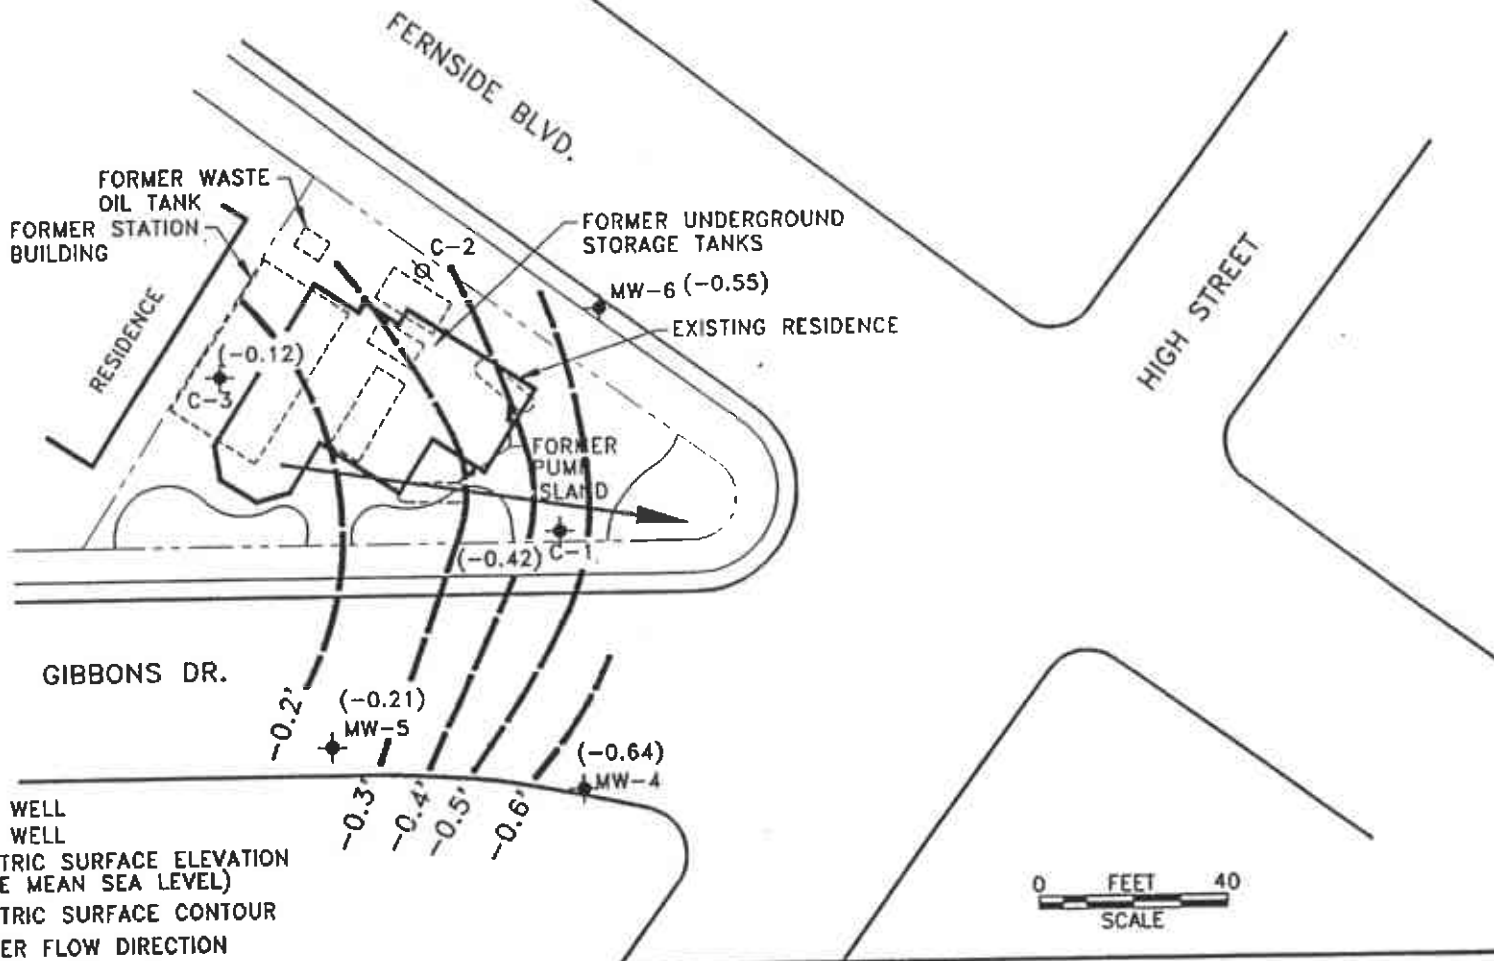 FERNSIDE BLVD.
FORMER WASTE
OIL TANK
FORMER STATION
BUILDING
C-2
FORMER UNDERGROUND
STORAGE TANKS
MW-6 (-0.55)
EXISTING RESIDENCE
HIGH STREET
RESIDENCE
(-0.12)
C-3
FORMER
PUMP
ISLAND
(-0.42) C-1
GIBBONS DR.
-0.2'
(-0.21)
MW-5
(-0.64)
MW-4
-0.3'
-0.4'
-0.5'
-0.6'
WELL
WELL
TRIC SURFACE ELEVATION
E MEAN SEA LEVEL)
TRIC SURFACE CONTOUR
ER FLOW DIRECTION
0 FEET 40
SCALE